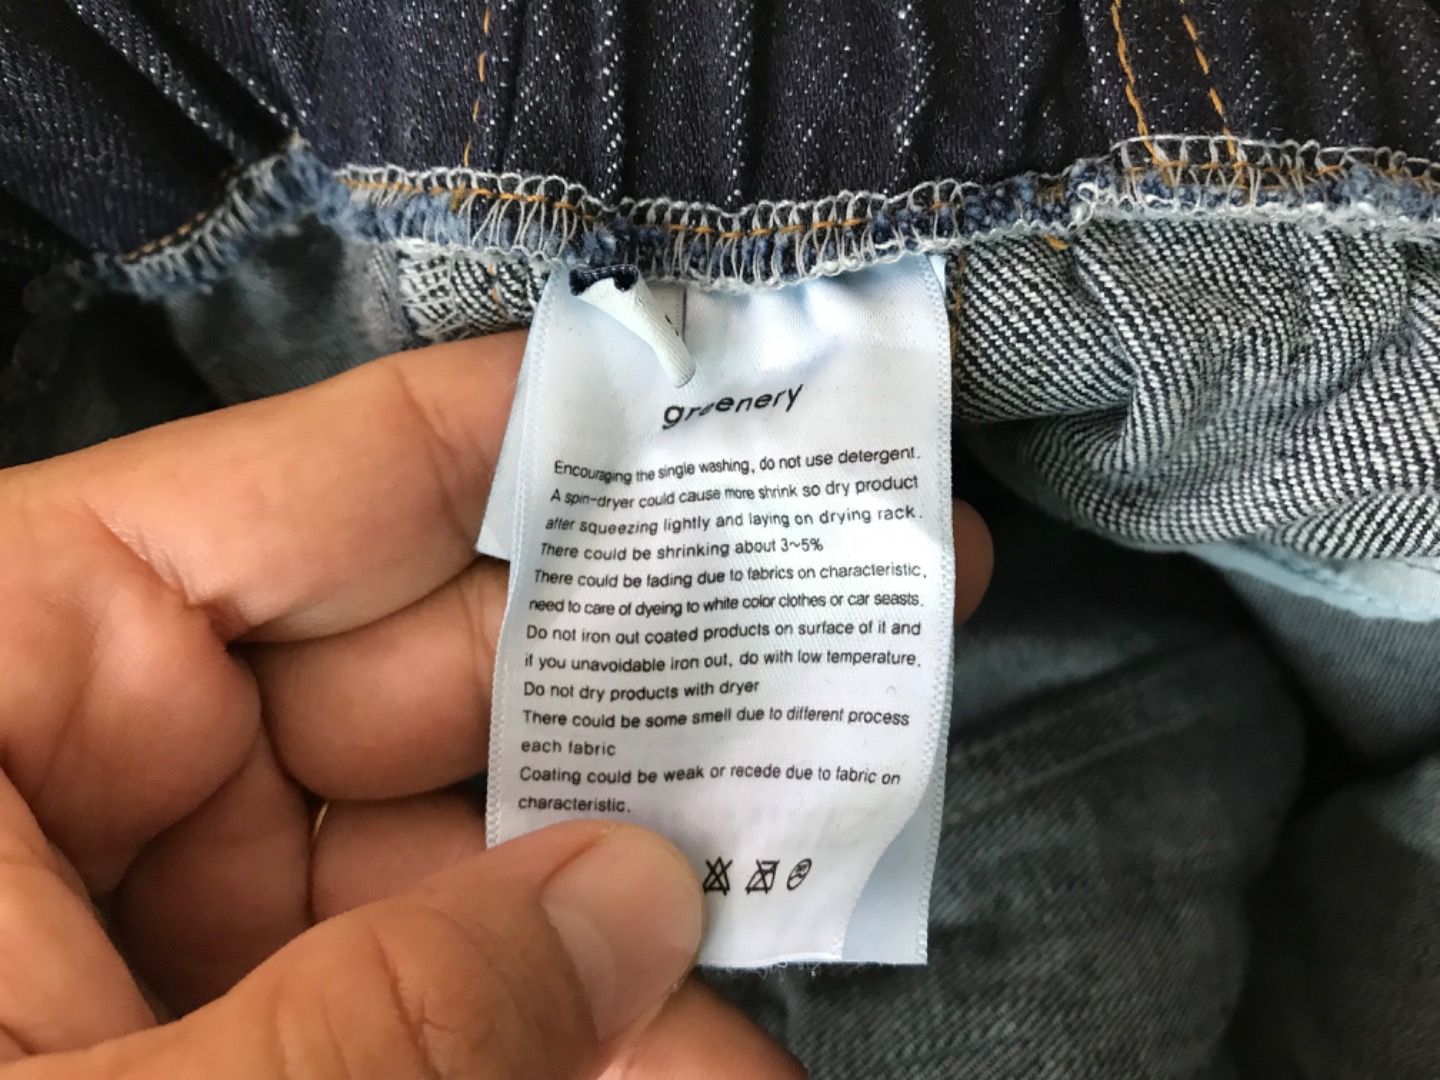 greenery
Encouraging the single washing, do not use detergent.
A spin-dryer could cause more shrink so dry product
after squeezing lightly and laying on drying rack.
There could be shrinking about 3~5%
There could be fading due to fabrics on characteristic,
need to care of dyeing to white color clothes or car seasts.
Do not iron out coated products on surface of it and
if you unavoidable iron out, do with low temperature.
Do not dry products with dryer
There could be some smell due to different process
each fabric
Coating could be weak or recede due to fabric on
characteristic.